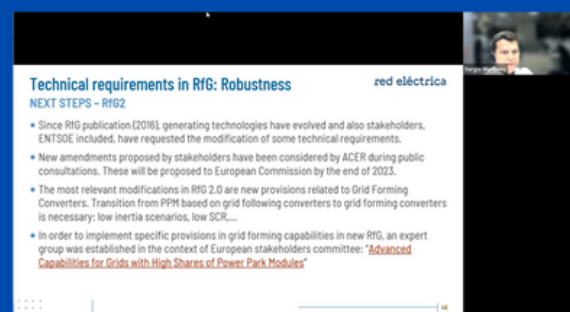 Technical requirements in RfG: Robustness
red eléctrica
NEXT STEPS – RfG2
Since RfG publication (2016), generating technologies have evolved and also stakeholders,
ENTSOE included, have requested the modification of some technical requirements.
New amendments proposed by stakeholders have been considered by ACER during public
consultations. These will be proposed to European Commission by the end of 2023.
The most relevant modifications in RfG 2.0 are new provisions related to Grid Forming
Converters. Transition from PPM based on grid following converters to grid forming converters
is necessary: low inertia scenarios, low SCR,...
In order to implement specific provisions in grid forming capabilities in new RfG, an expert
group was established in the context of European stakeholders committee: "Advanced
Capabilities for Grids with High Shares of Power Park Modules"
Sergio